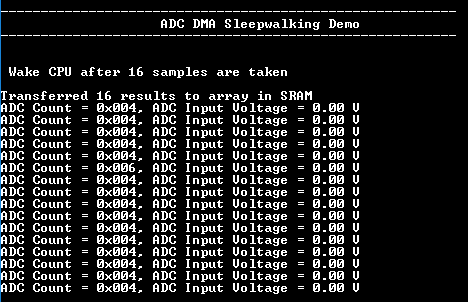 ---------------------------------------------------------
ADC DMA Sleepwalking Demo
---------------------------------------------------------
Wake CPU after 16 samples are taken
Transferred 16 results to array in SRAM
ADC Count = 0x004, ADC Input Voltage = 0.00 V
ADC Count = 0x004, ADC Input Voltage = 0.00 V
ADC Count = 0x004, ADC Input Voltage = 0.00 V
ADC Count = 0x004, ADC Input Voltage = 0.00 V
ADC Count = 0x004, ADC Input Voltage = 0.00 V
ADC Count = 0x006, ADC Input Voltage = 0.00 V
ADC Count = 0x004, ADC Input Voltage = 0.00 V
ADC Count = 0x004, ADC Input Voltage = 0.00 V
ADC Count = 0x004, ADC Input Voltage = 0.00 V
ADC Count = 0x004, ADC Input Voltage = 0.00 V
ADC Count = 0x004, ADC Input Voltage = 0.00 V
ADC Count = 0x004, ADC Input Voltage = 0.00 V
ADC Count = 0x004, ADC Input Voltage = 0.00 V
ADC Count = 0x004, ADC Input Voltage = 0.00 V
ADC Count = 0x004, ADC Input Voltage = 0.00 V
ADC Count = 0x004, ADC Input Voltage = 0.00 V